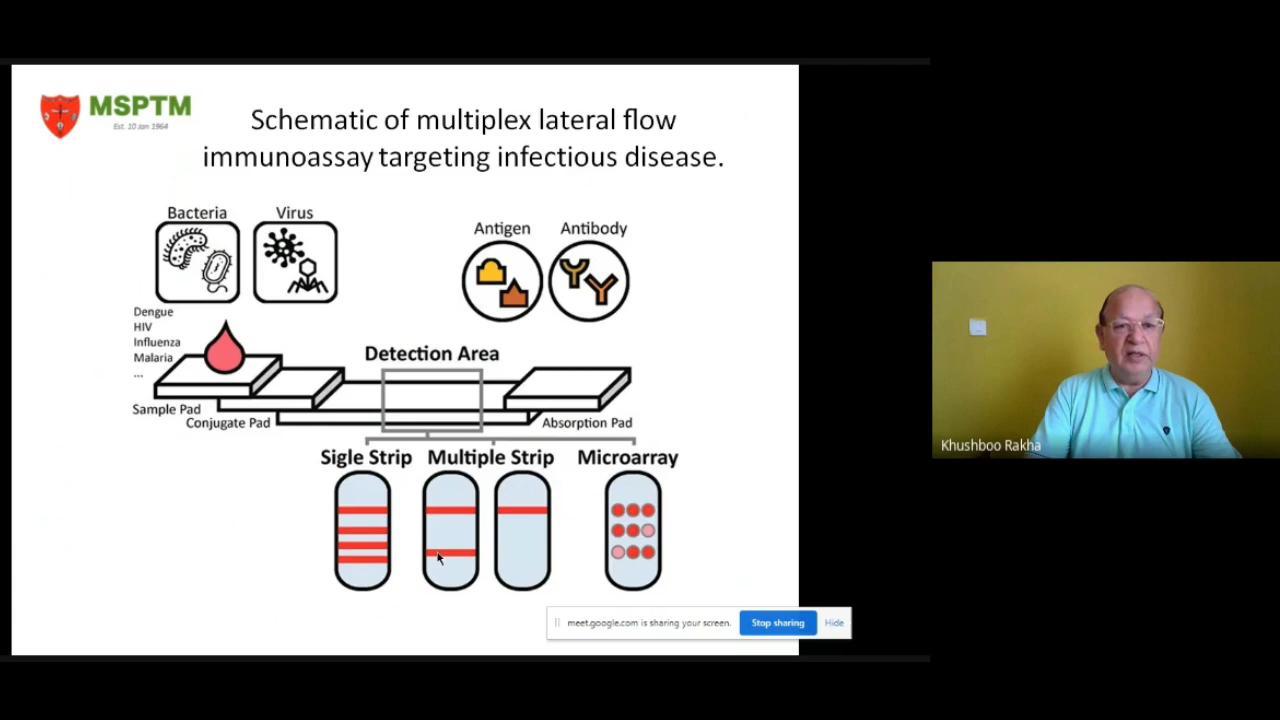 MSPTM
Est. 10 Jan 1964
Schematic of multiplex lateral flow
immunoassay targeting infectious disease.
Bacteria
Virus
Antigen
Antibody
Dengue
HIV
Influenza
Malaria
...
Detection Area
Sample Pad
Conjugate Pad
Absorption Pad
Sigle Strip
Multiple Strip
Microarray
meet.google.com is sharing your screen.
Stop sharing
Hide
Khushboo Rakha